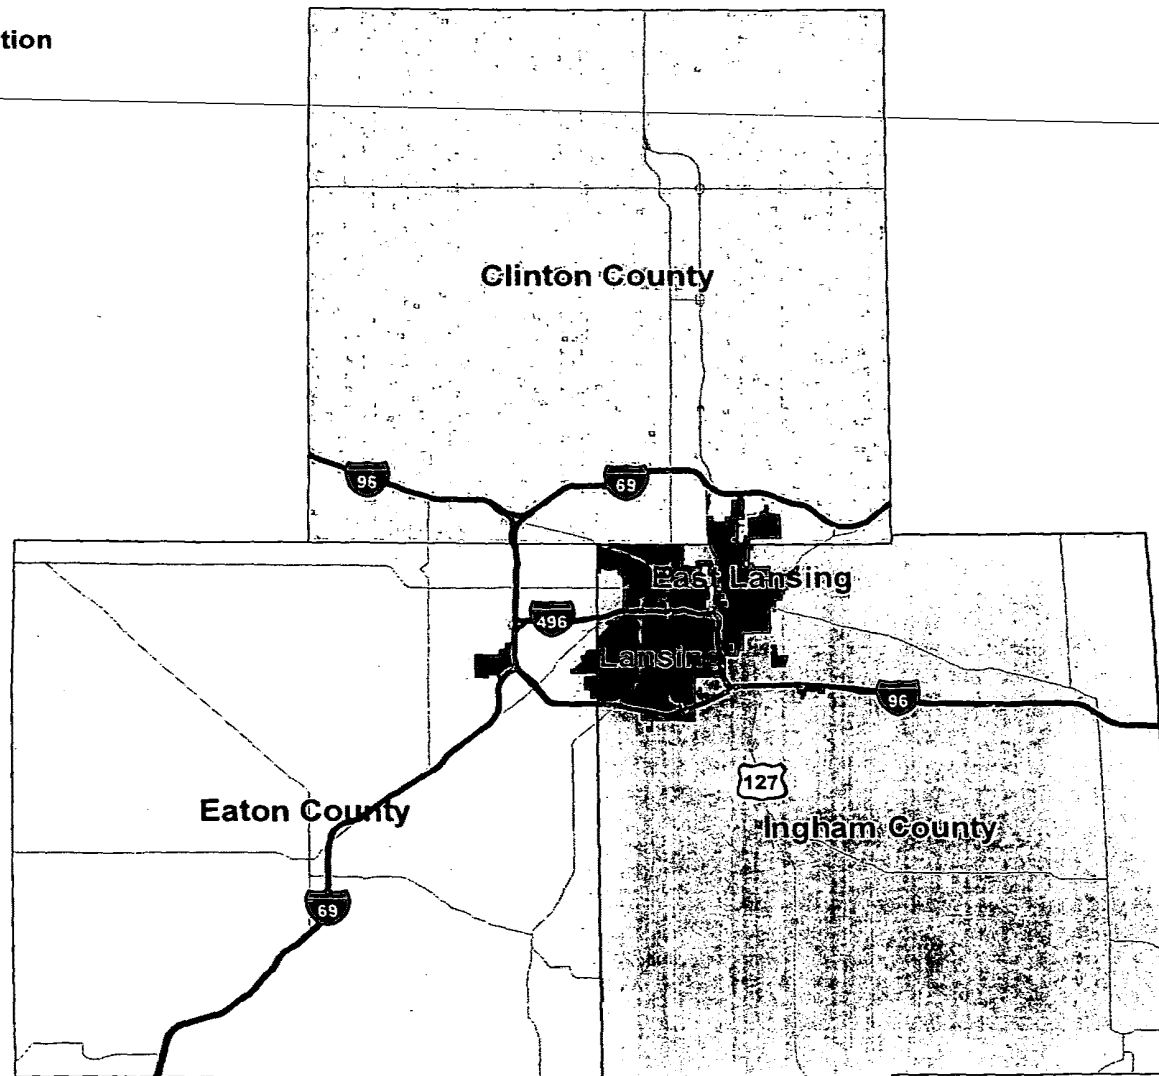 tion
Clinton County
96
69
East Lansing
496
Lansing
96
127
Eaton County
Ingham County
69